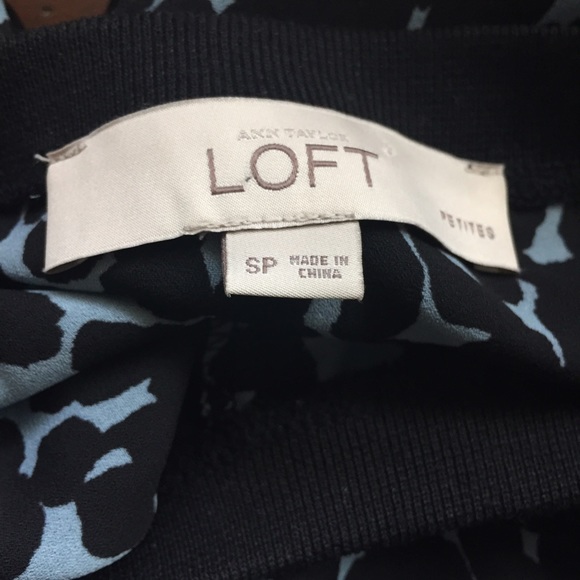 ANN TAYLOR
LOFT
PETITES
SP
MADE IN
CHINA